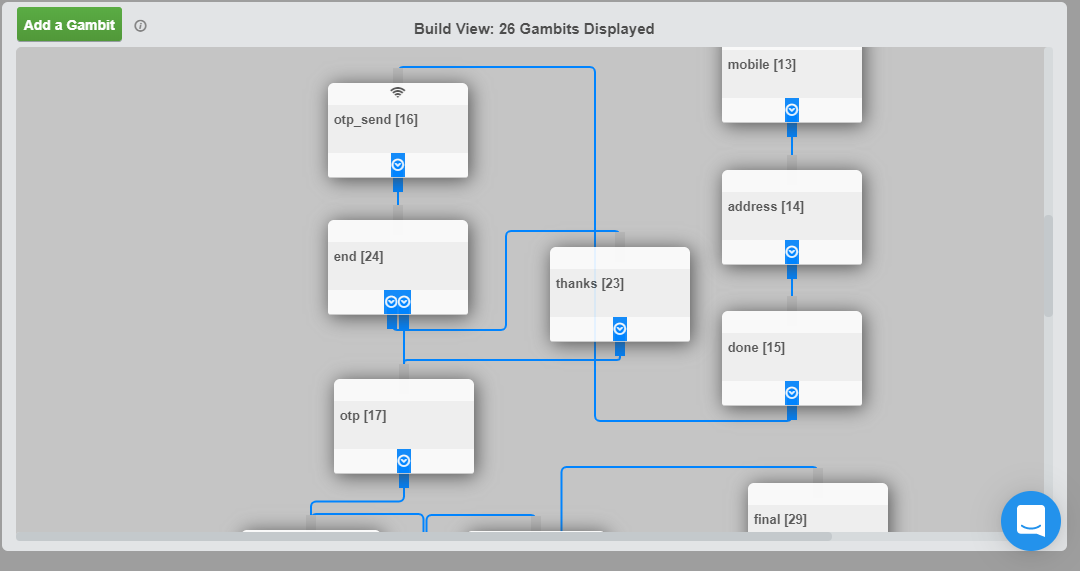 Add a Gambit
Build View: 26 Gambits Displayed
mobile [13]
otp_send [16]
address [14]
end [24]
thanks [23]
done [15]
otp [17]
final [29]